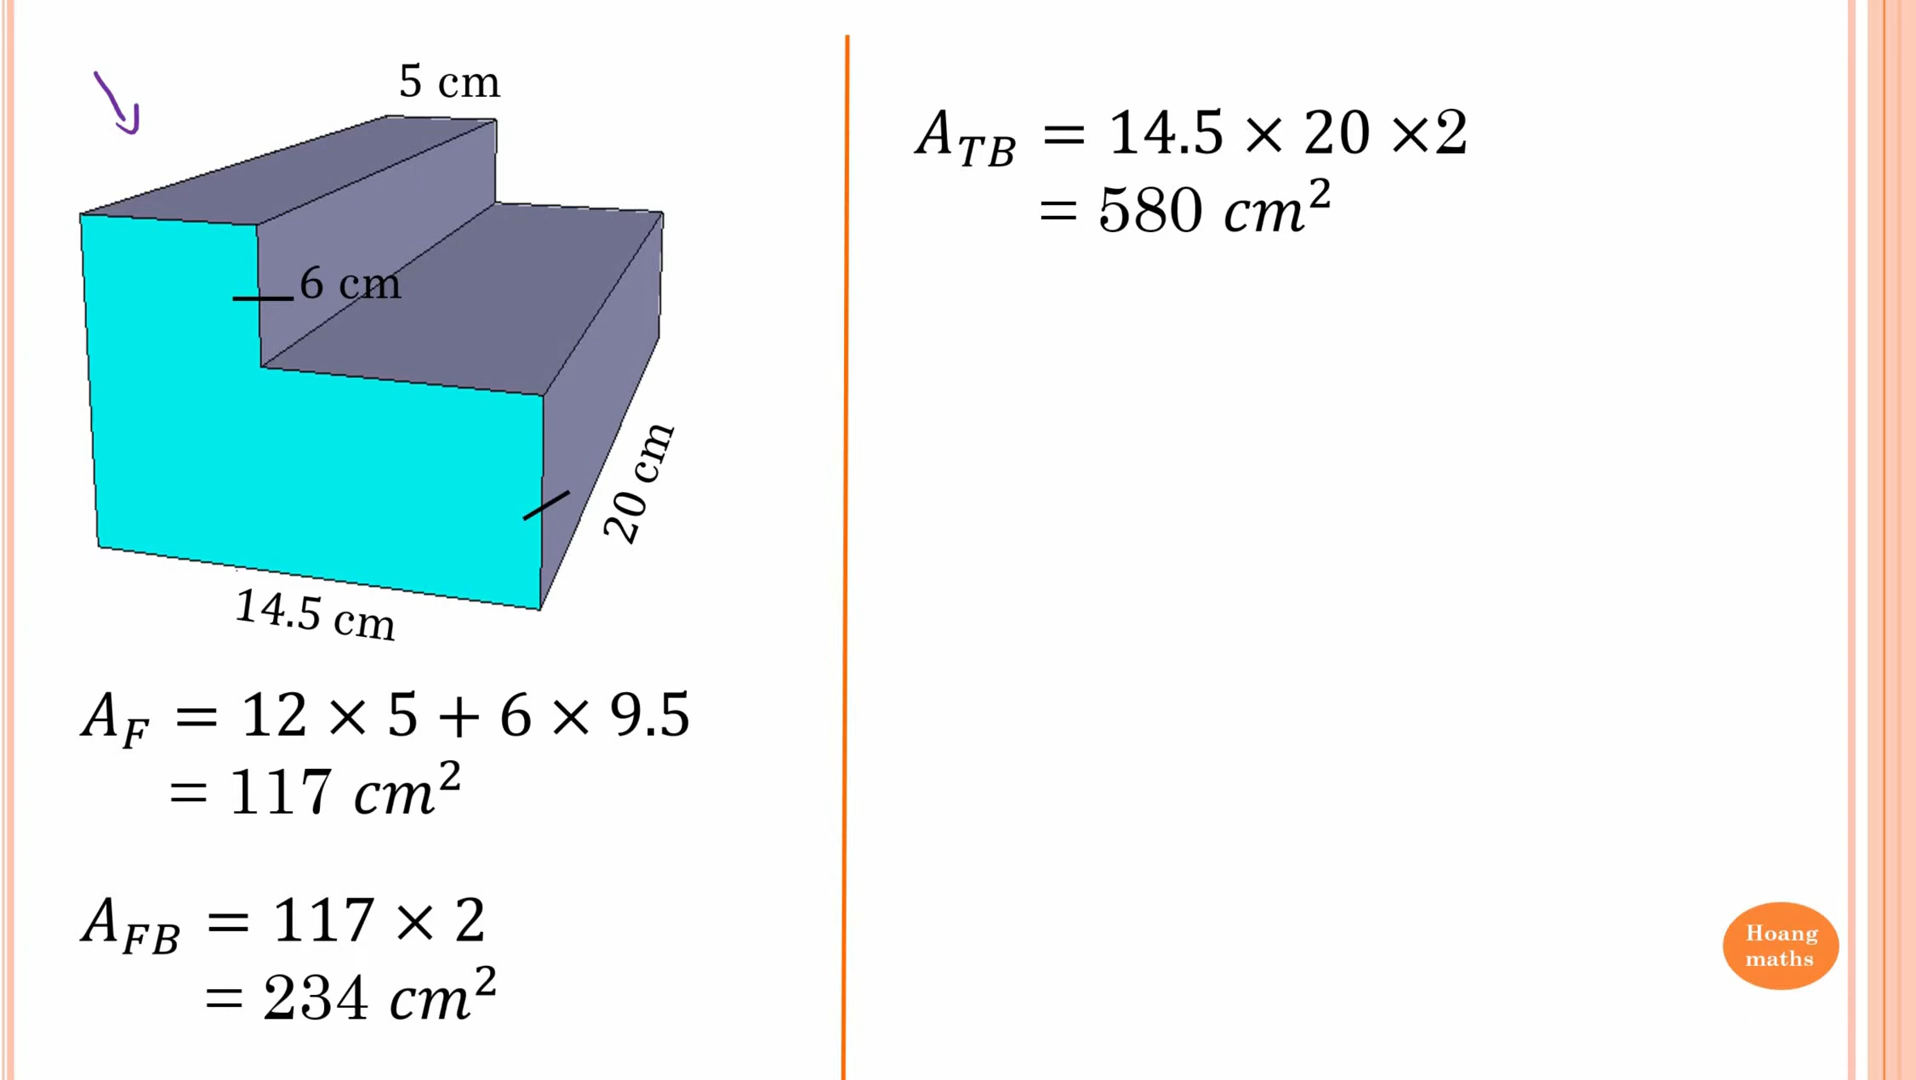 5 cm
6 cm
20 cm
14.5 cm
A_F = 12 × 5 + 6 × 9.5
= 117 cm²
A_FB = 117 × 2
= 234 cm²
A_TB = 14.5 × 20 ×2
= 580 cm²
Hoang
maths